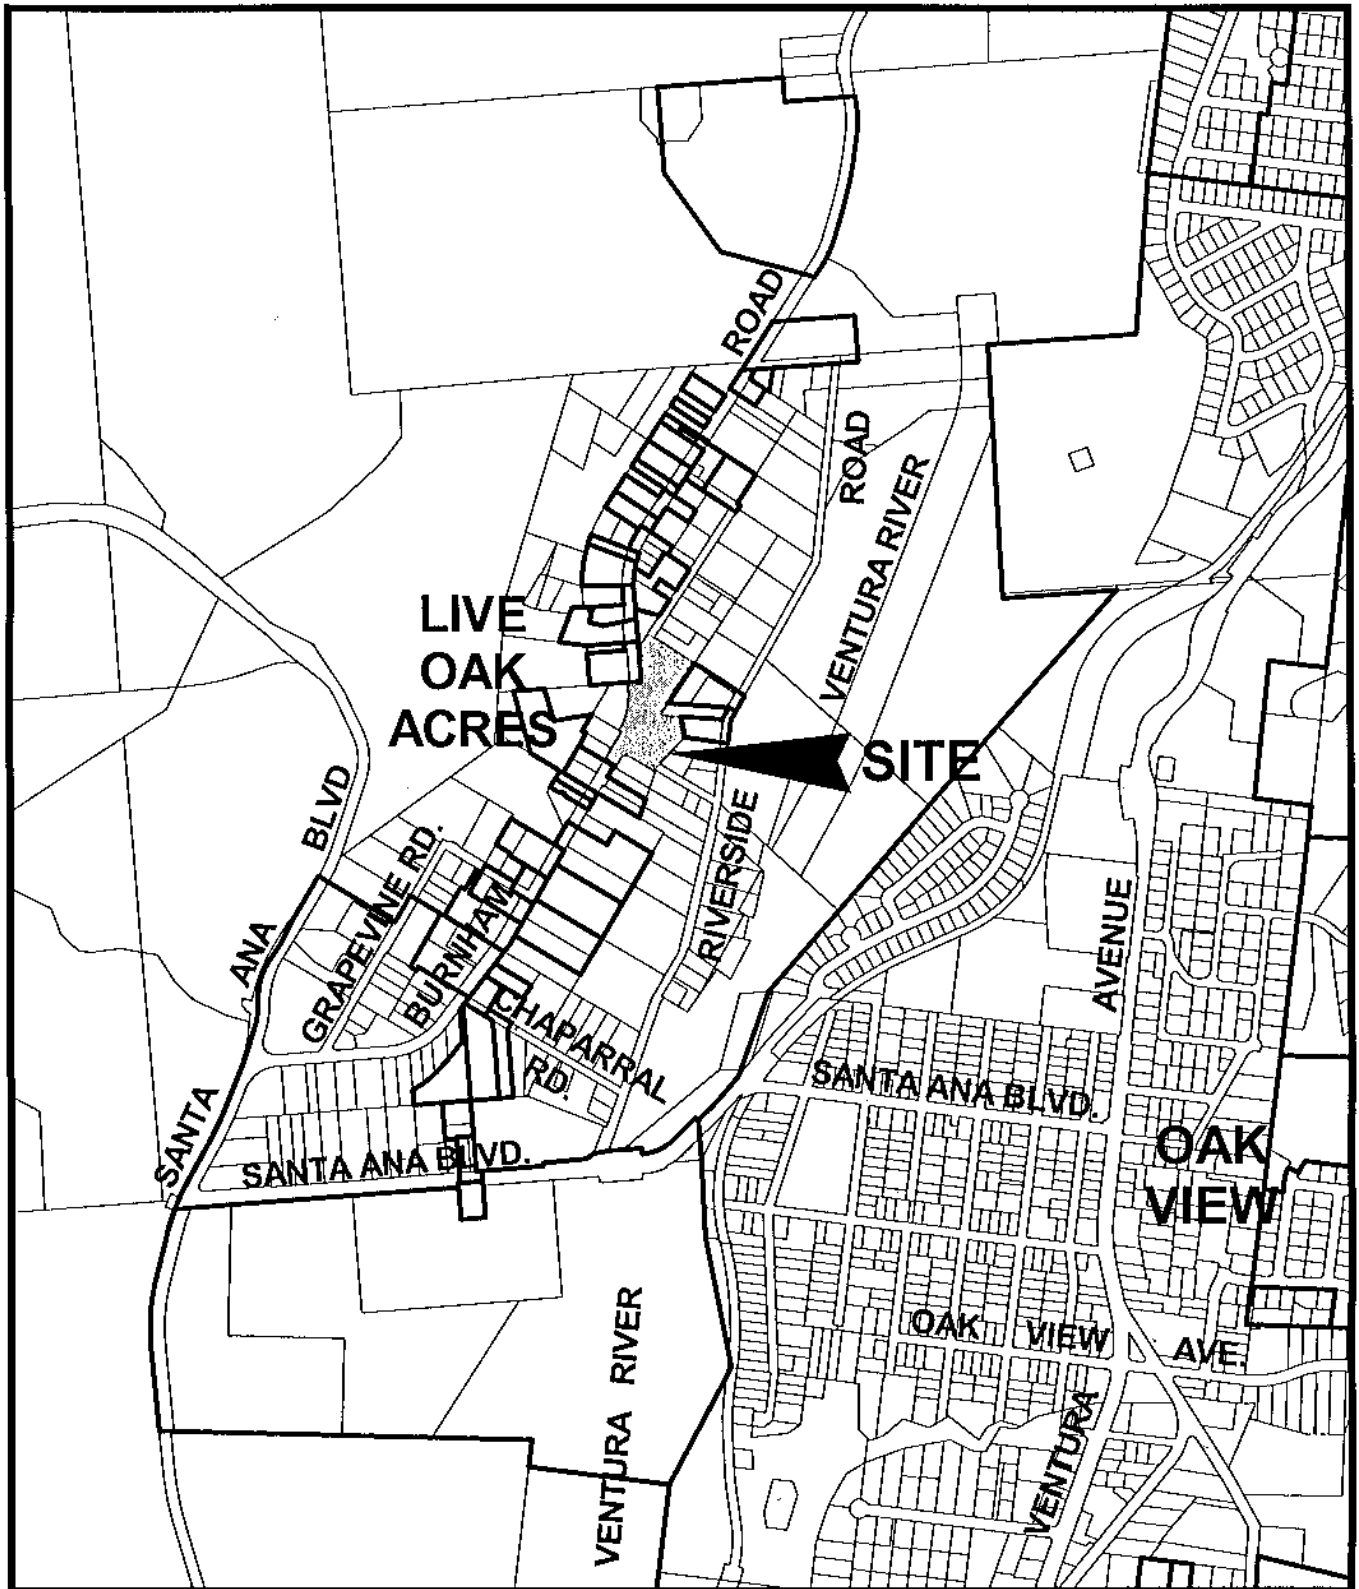 ROAD
ROAD
VENTURA RIVER
LIVE
OAK
ACRES
SITE
SANTA ANA BLVD
GRAPEVINE RD.
BURNHAM
RIVERSIDE
CHAPARRAL
RD.
AVENUE
SANTA ANA BLVD.
SANTA ANA BLVD.
OAK
VIEW
OAK VIEW AVE.
VENTURA RIVER
VENTURA